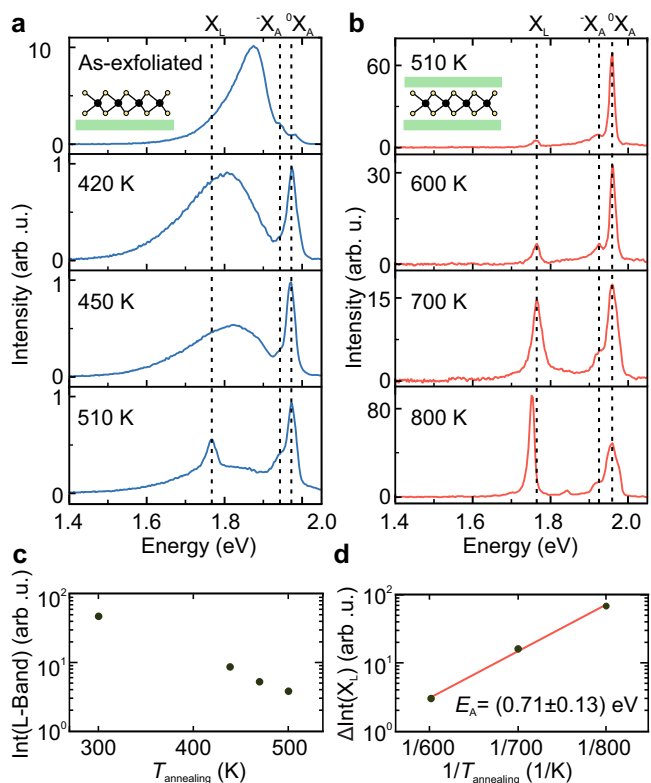 a
X_L ⁻X_A ⁰X_A
As-exfoliated
10
0
420 K
1
0
450 K
1
0
510 K
1
0
1.4 1.6 1.8 2.0
Energy (eV)
Intensity (arb .u.)
b
X_L ⁻X_A ⁰X_A
510 K
60
0
600 K
30
0
700 K
15
0
800 K
80
0
1.4 1.6 1.8 2.0
Energy (eV)
Intensity (arb. u.)
c
Int(L-Band) (arb .u.)
10²
10¹
10⁰
300 400 500
T_annealing (K)
d
ΔInt(X_L) (arb .u.)
10²
10¹
10⁰
E_A= (0.71±0.13) eV
1/600 1/700 1/800
1/T_annealing (1/K)